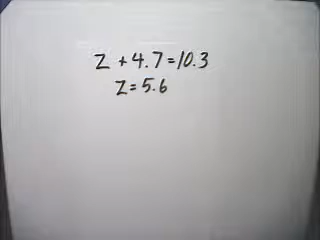 z + 4.7 = 10.3
z = 5.6